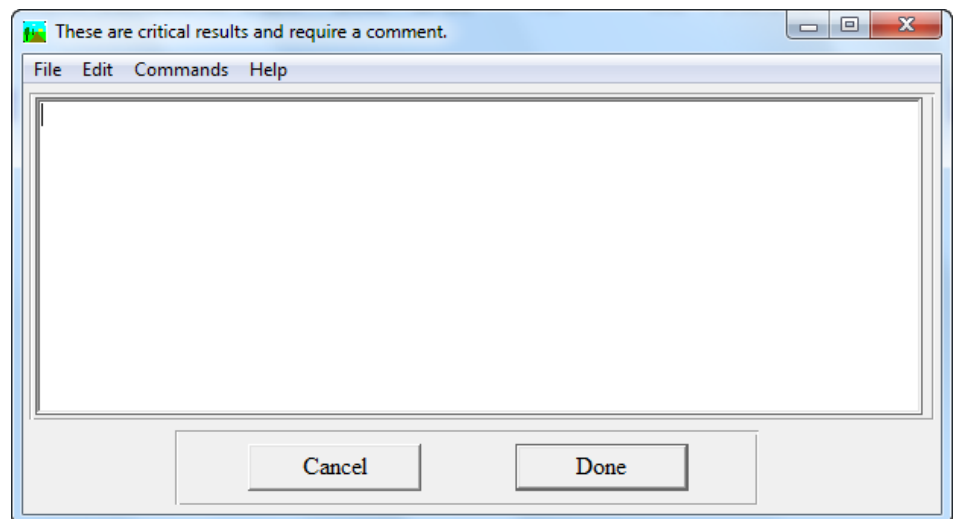 These are critical results and require a comment.
File Edit Commands Help
Cancel Done